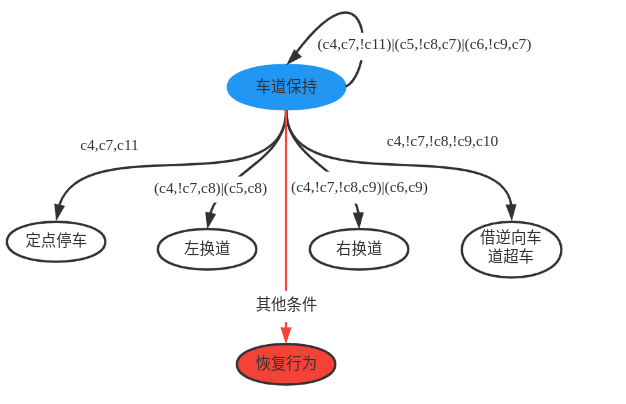 (c4,c7,!c11)|(c5,!c8,c7)|(c6,!c9,c7)
车道保持
c4,c7,c11
c4,!c7,!c8,!c9,c10
(c4,!c7,c8)|(c5,c8)
(c4,!c7,!c8,c9)|(c6,c9)
定点停车
左换道
右换道
借逆向车
道超车
其他条件
恢复行为